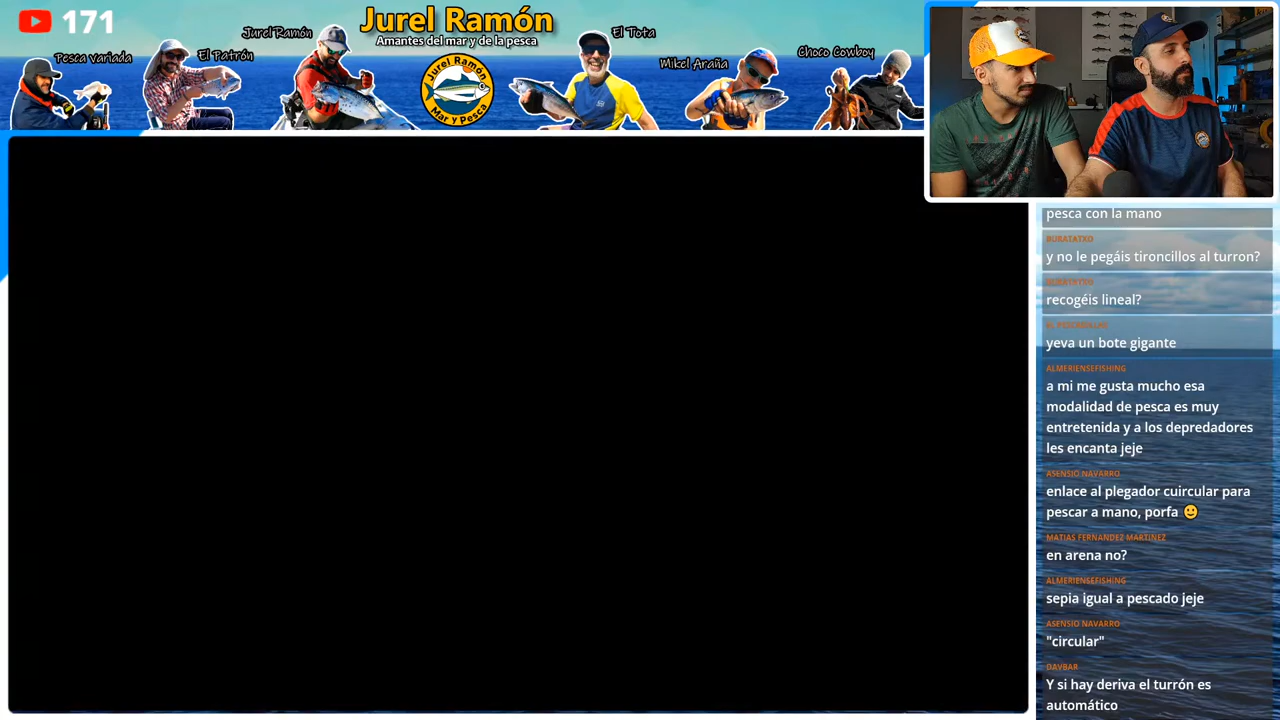 171
Jurel Ramón
Amantes del mar y de la pesca
Pesca variada
El Patrón
Jurel Ramón
Jurel Ramón
Mar y Pesca
El Tota
Mikel Araña
Choco Cowboy
pesca con la mano
BUBATATXO
y no le pegáis tironcillos al turron?
BUBATATXO
recogéis lineal?
yeva un bote gigante
ALMERIENSEFISHING
a mi me gusta mucho esa
modalidad de pesca es muy
entretenida y a los depredadores
les encanta jeje
ASENSIO NAVARRO
enlace al plegador cuircular para
pescar a mano, porfa 🙂
MATIAS FERNANDEZ MARTINEZ
en arena no?
ALMERIENSEFISHING
sepia igual a pescado jeje
ASENSIO NAVARRO
"circular"
DAVBAR
Y si hay deriva el turrón es
automático